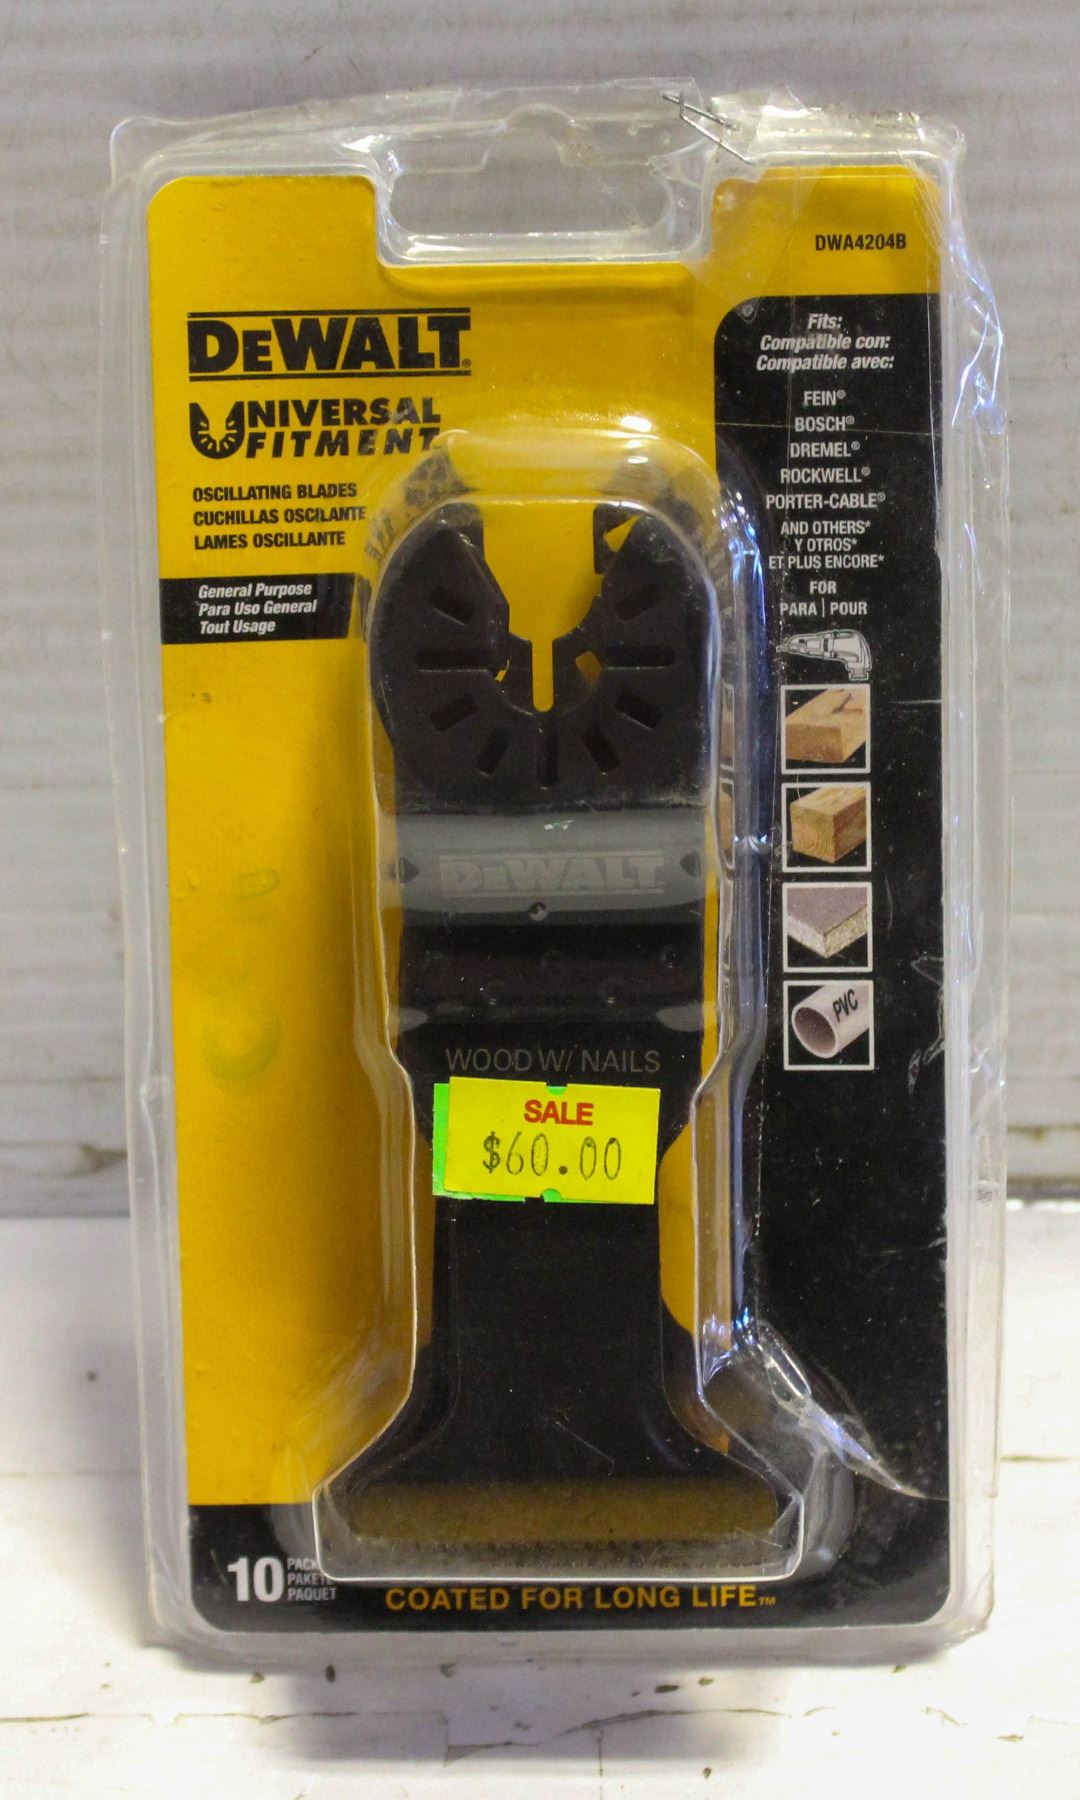 DWA4204B
DEWALT®
UNIVERSAL
FITMENT
OSCILLATING BLADES
CUCHILLAS OSCILANTE
LAMES OSCILLANTE
General Purpose
Para Uso General
Tout Usage
Fits:
Compatible con:
Compatible avec:
FEIN®
BOSCH®
DREMEL®
ROCKWELL®
PORTER-CABLE®
AND OTHERS*
Y OTROS*
ET PLUS ENCORE*
FOR
PARA | POUR
PVC
DEWALT
WOOD W/ NAILS
SALE
$60.00
10 PACK
PAKETE
PAQUET
COATED FOR LONG LIFE™